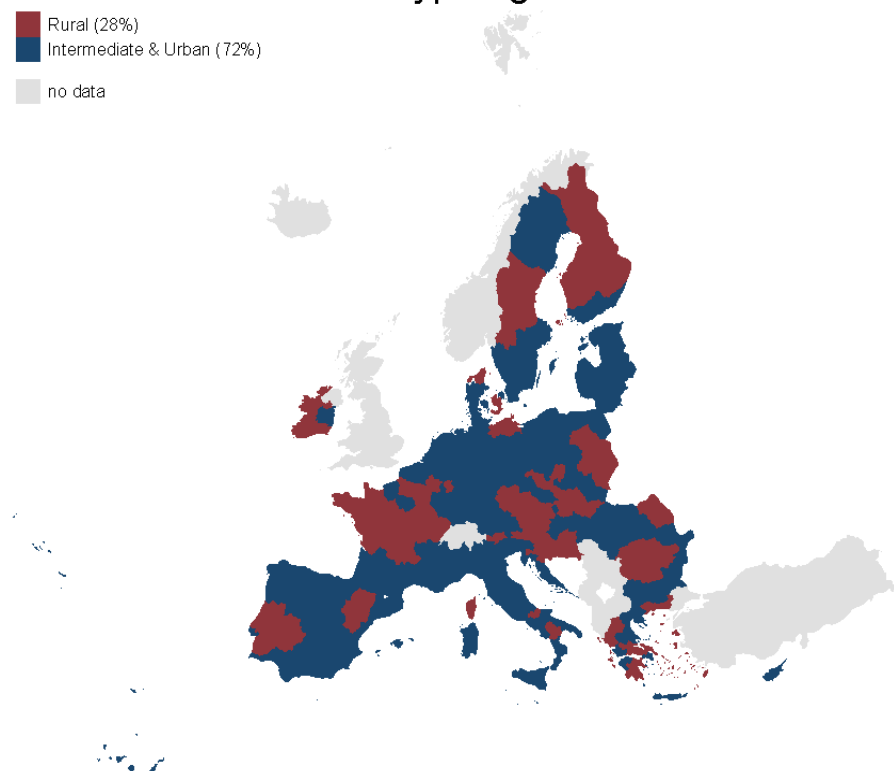 Rural (28%)
Intermediate & Urban (72%)
no data